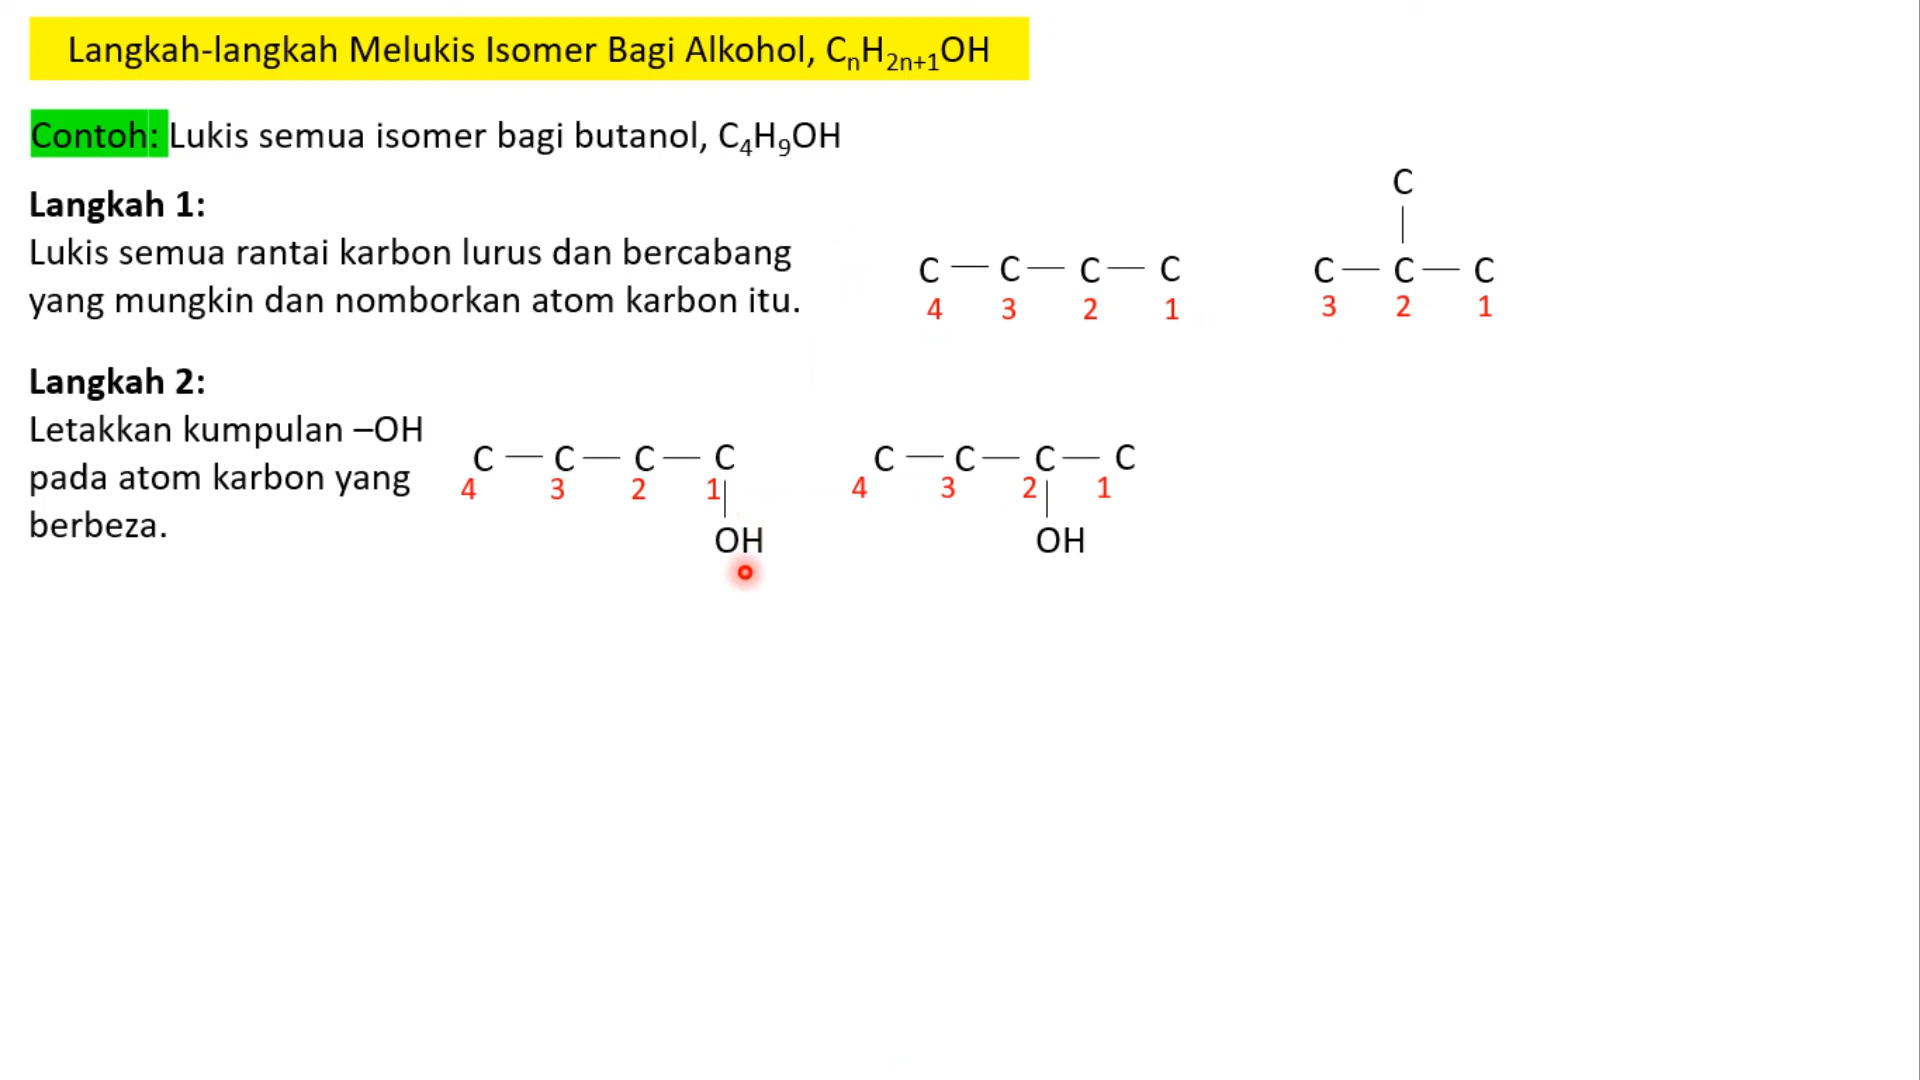 Langkah-langkah Melukis Isomer Bagi Alkohol, CₙH₂ₙ₊₁OH
Contoh: Lukis semua isomer bagi butanol, C₄H₉OH
Langkah 1:
Lukis semua rantai karbon lurus dan bercabang
yang mungkin dan nomborkan atom karbon itu.
C — C — C — C
4 3 2 1
C
|
C — C — C
3 2 1
Langkah 2:
Letakkan kumpulan –OH
pada atom karbon yang
berbeza.
C — C — C — C
4 3 2 1
|
OH
C — C — C — C
4 3 2 1
|
OH